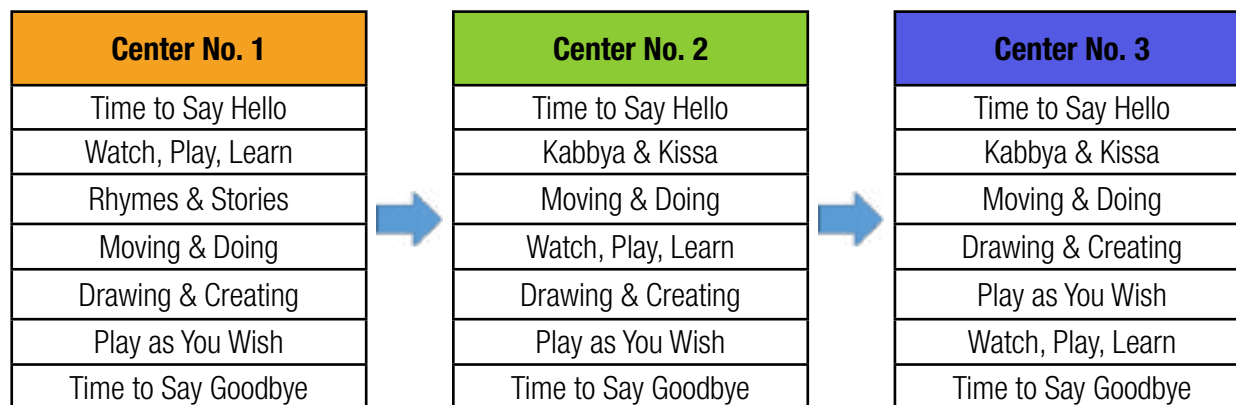 Center No. 1
Time to Say Hello
Watch, Play, Learn
Rhymes & Stories
Moving & Doing
Drawing & Creating
Play as You Wish
Time to Say Goodbye
Center No. 2
Time to Say Hello
Kabbya & Kissa
Moving & Doing
Watch, Play, Learn
Drawing & Creating
Play as You Wish
Time to Say Goodbye
Center No. 3
Time to Say Hello
Kabbya & Kissa
Moving & Doing
Drawing & Creating
Play as You Wish
Watch, Play, Learn
Time to Say Goodbye